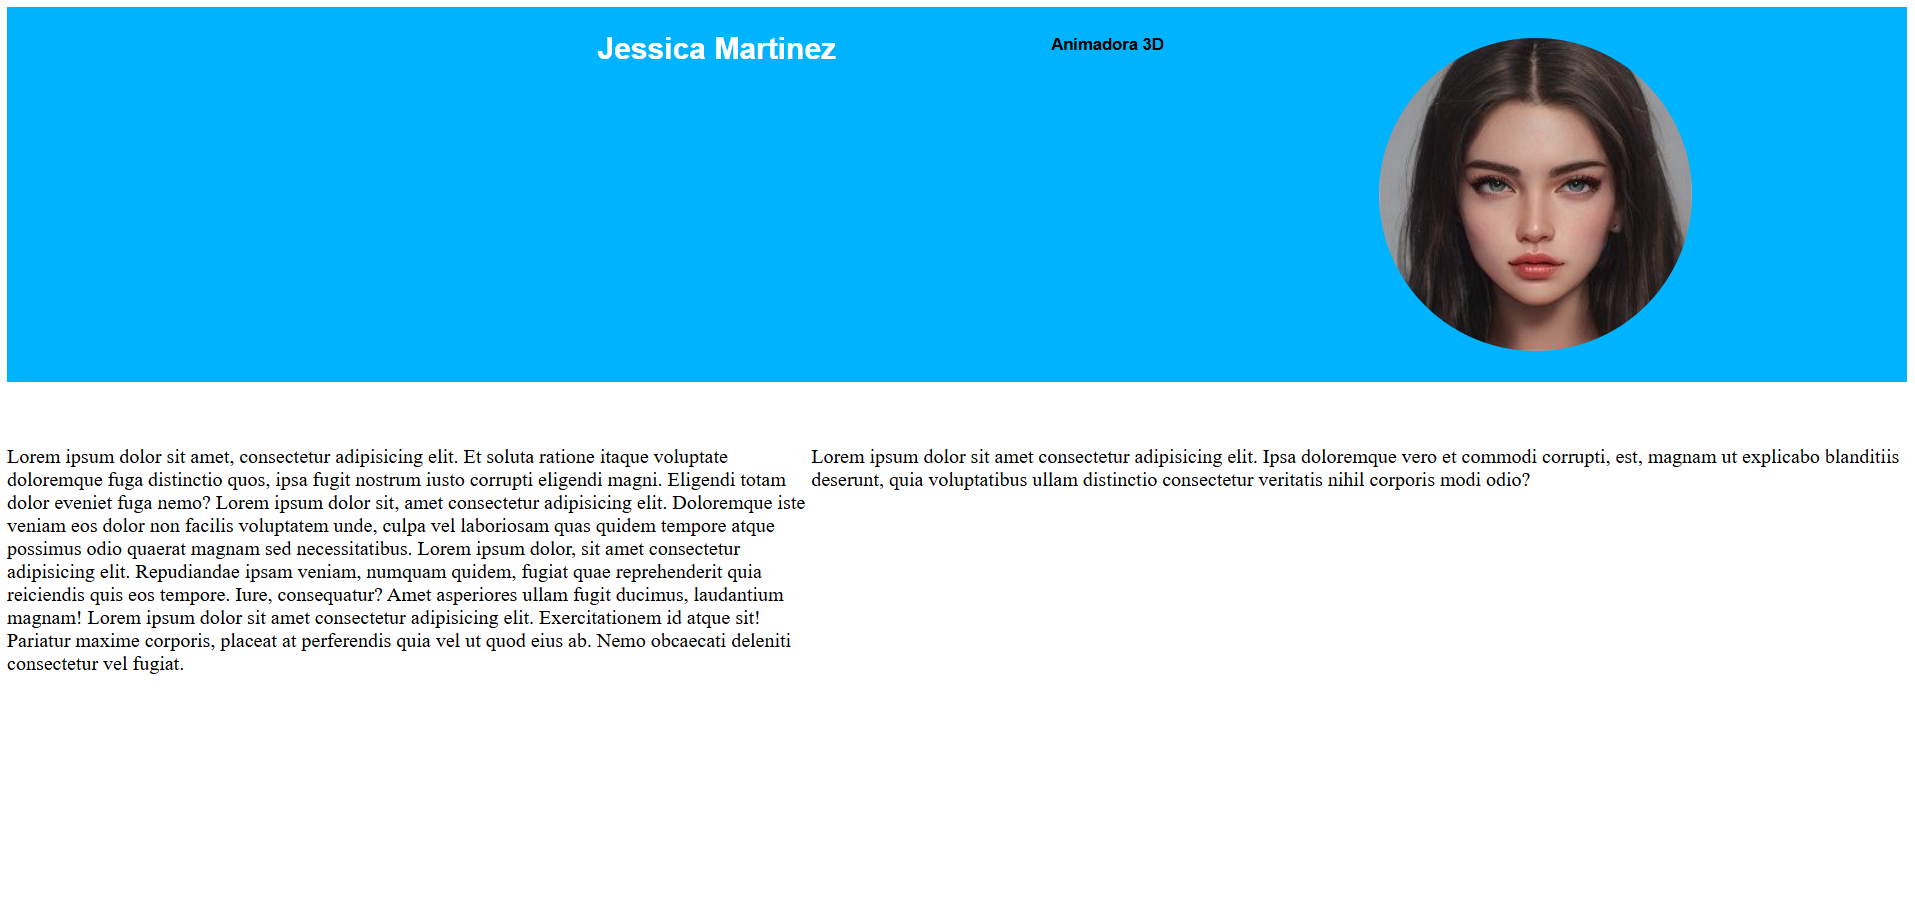 Jessica Martinez
Animadora 3D
Lorem ipsum dolor sit amet, consectetur adipisicing elit. Et soluta ratione itaque voluptate
doloremque fuga distinctio quos, ipsa fugit nostrum iusto corrupti eligendi magni. Eligendi totam
dolor eveniet fuga nemo? Lorem ipsum dolor sit, amet consectetur adipisicing elit. Doloremque iste
veniam eos dolor non facilis voluptatem unde, culpa vel laboriosam quas quidem tempore atque
possimus odio quaerat magnam sed necessitatibus. Lorem ipsum dolor, sit amet consectetur
adipisicing elit. Repudiandae ipsam veniam, numquam quidem, fugiat quae reprehenderit quia
reiciendis quis eos tempore. Iure, consequatur? Amet asperiores ullam fugit ducimus, laudantium
magnam! Lorem ipsum dolor sit amet consectetur adipisicing elit. Exercitationem id atque sit!
Pariatur maxime corporis, placeat at perferendis quia vel ut quod eius ab. Nemo obcaecati deleniti
consectetur vel fugiat.
Lorem ipsum dolor sit amet consectetur adipisicing elit. Ipsa doloremque vero et commodi corrupti, est, magnam ut explicabo blanditiis
deserunt, quia voluptatibus ullam distinctio consectetur veritatis nihil corporis modi odio?